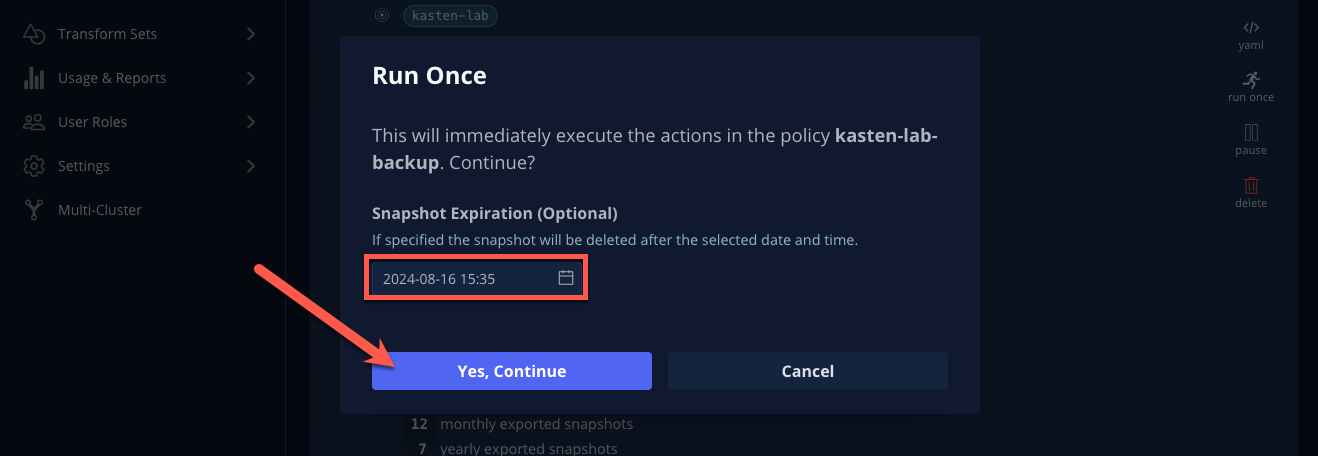 kasten-lab
Transform Sets
Usage & Reports
User Roles
Settings
Multi-Cluster
Run Once
This will immediately execute the actions in the policy kasten-lab-
backup. Continue?
Snapshot Expiration (Optional)
If specified the snapshot will be deleted after the selected date and time.
2024-08-16 15:35
Yes, Continue
Cancel
12 monthly exported snapshots
7 yearly exported snapshots
</> 
yaml
run once
pause
delete